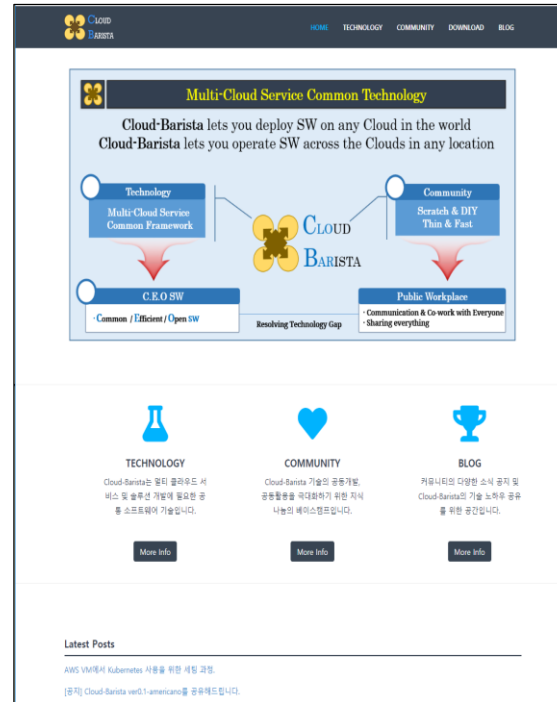 CLOUD
BARISTA
HOME TECHNOLOGY COMMUNITY DOWNLOAD BLOG
Multi-Cloud Service Common Technology
Cloud-Barista lets you deploy SW on any Cloud in the world
Cloud-Barista lets you operate SW across the Clouds in any location
Technology
Multi-Cloud Service
Common Framework
Community
Scratch & DIY
Thin & Fast
CLOUD
BARISTA
C.E.O SW
· Common / Efficient / Open SW
Resolving Technology Gap
Public Workplace
· Communication & Co-work with Everyone
· Sharing everything
TECHNOLOGY
Cloud-Barista는 멀티 클라우드 서
비스 및 솔루션 개발에 필요한 공
통 소프트웨어 기술입니다.
More Info
COMMUNITY
Cloud-Barista 기술의 공동개발,
공동활용을 극대화하기 위한 지식
나눔의 베이스캠프입니다.
More Info
BLOG
커뮤니티의 다양한 소식 공지 및
Cloud-Barista의 기술 노하우 공유
를 위한 공간입니다.
More Info
Latest Posts
AWS VM에서 Kubernetes 사용을 위한 세팅 과정.
[공지] Cloud-Barista ver0.1-americano를 공유해드립니다.